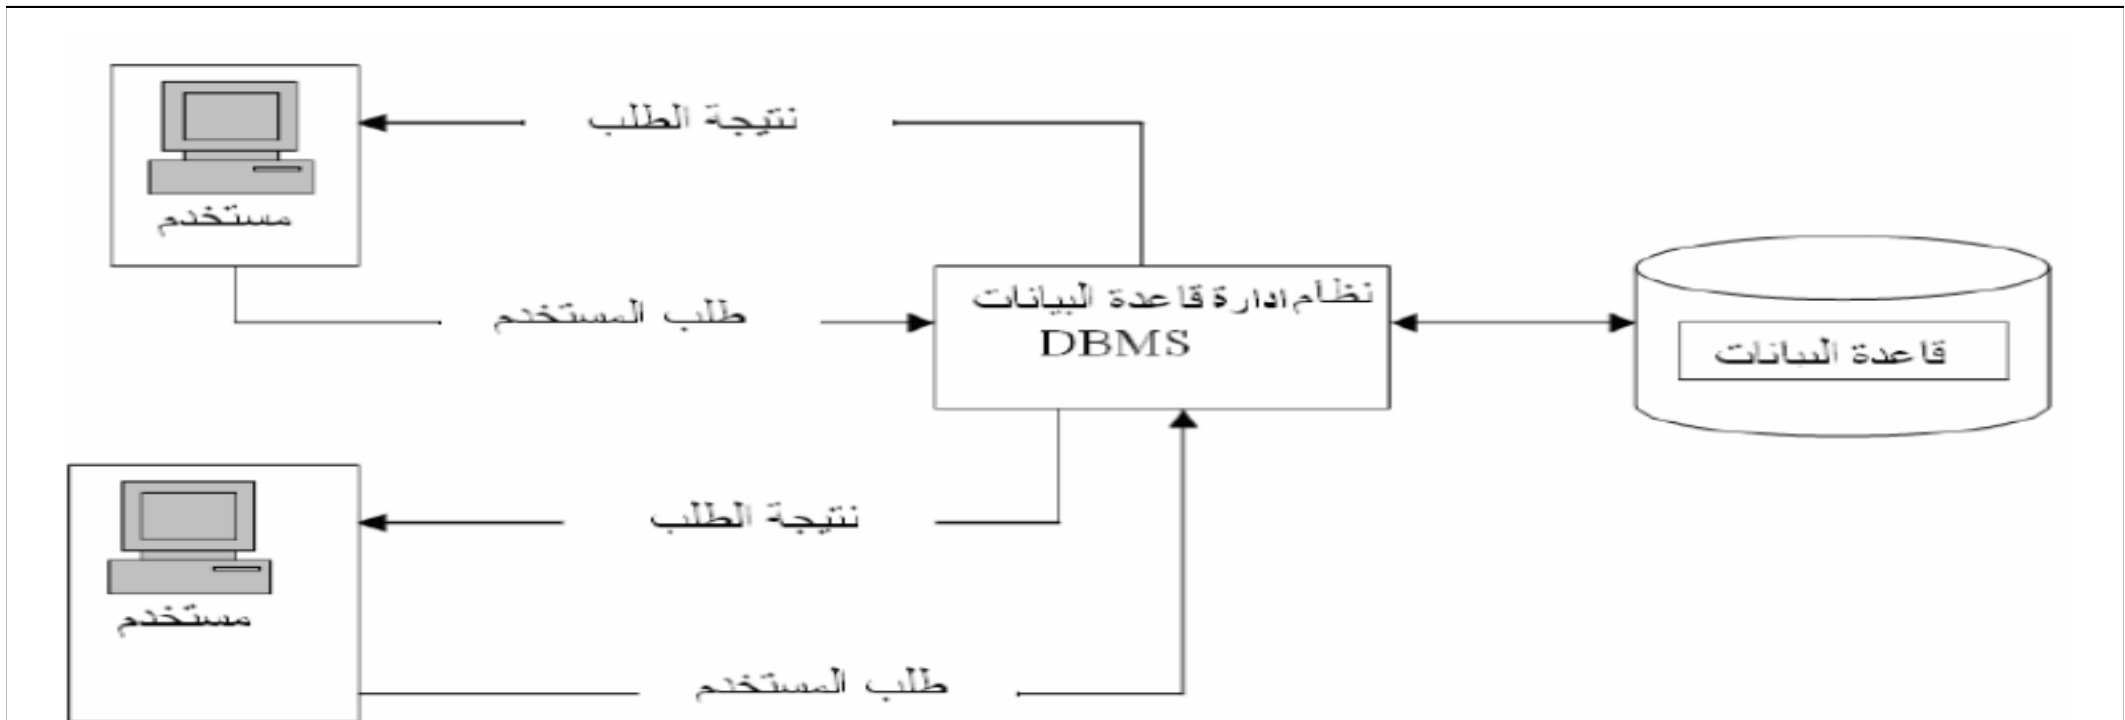 نتيجة الطلب
مستخدم
طلب المستخدم
نظام ادارة قاعدة البيانات
DBMS
قاعدة البيانات
نتيجة الطلب
مستخدم
طلب المستخدم